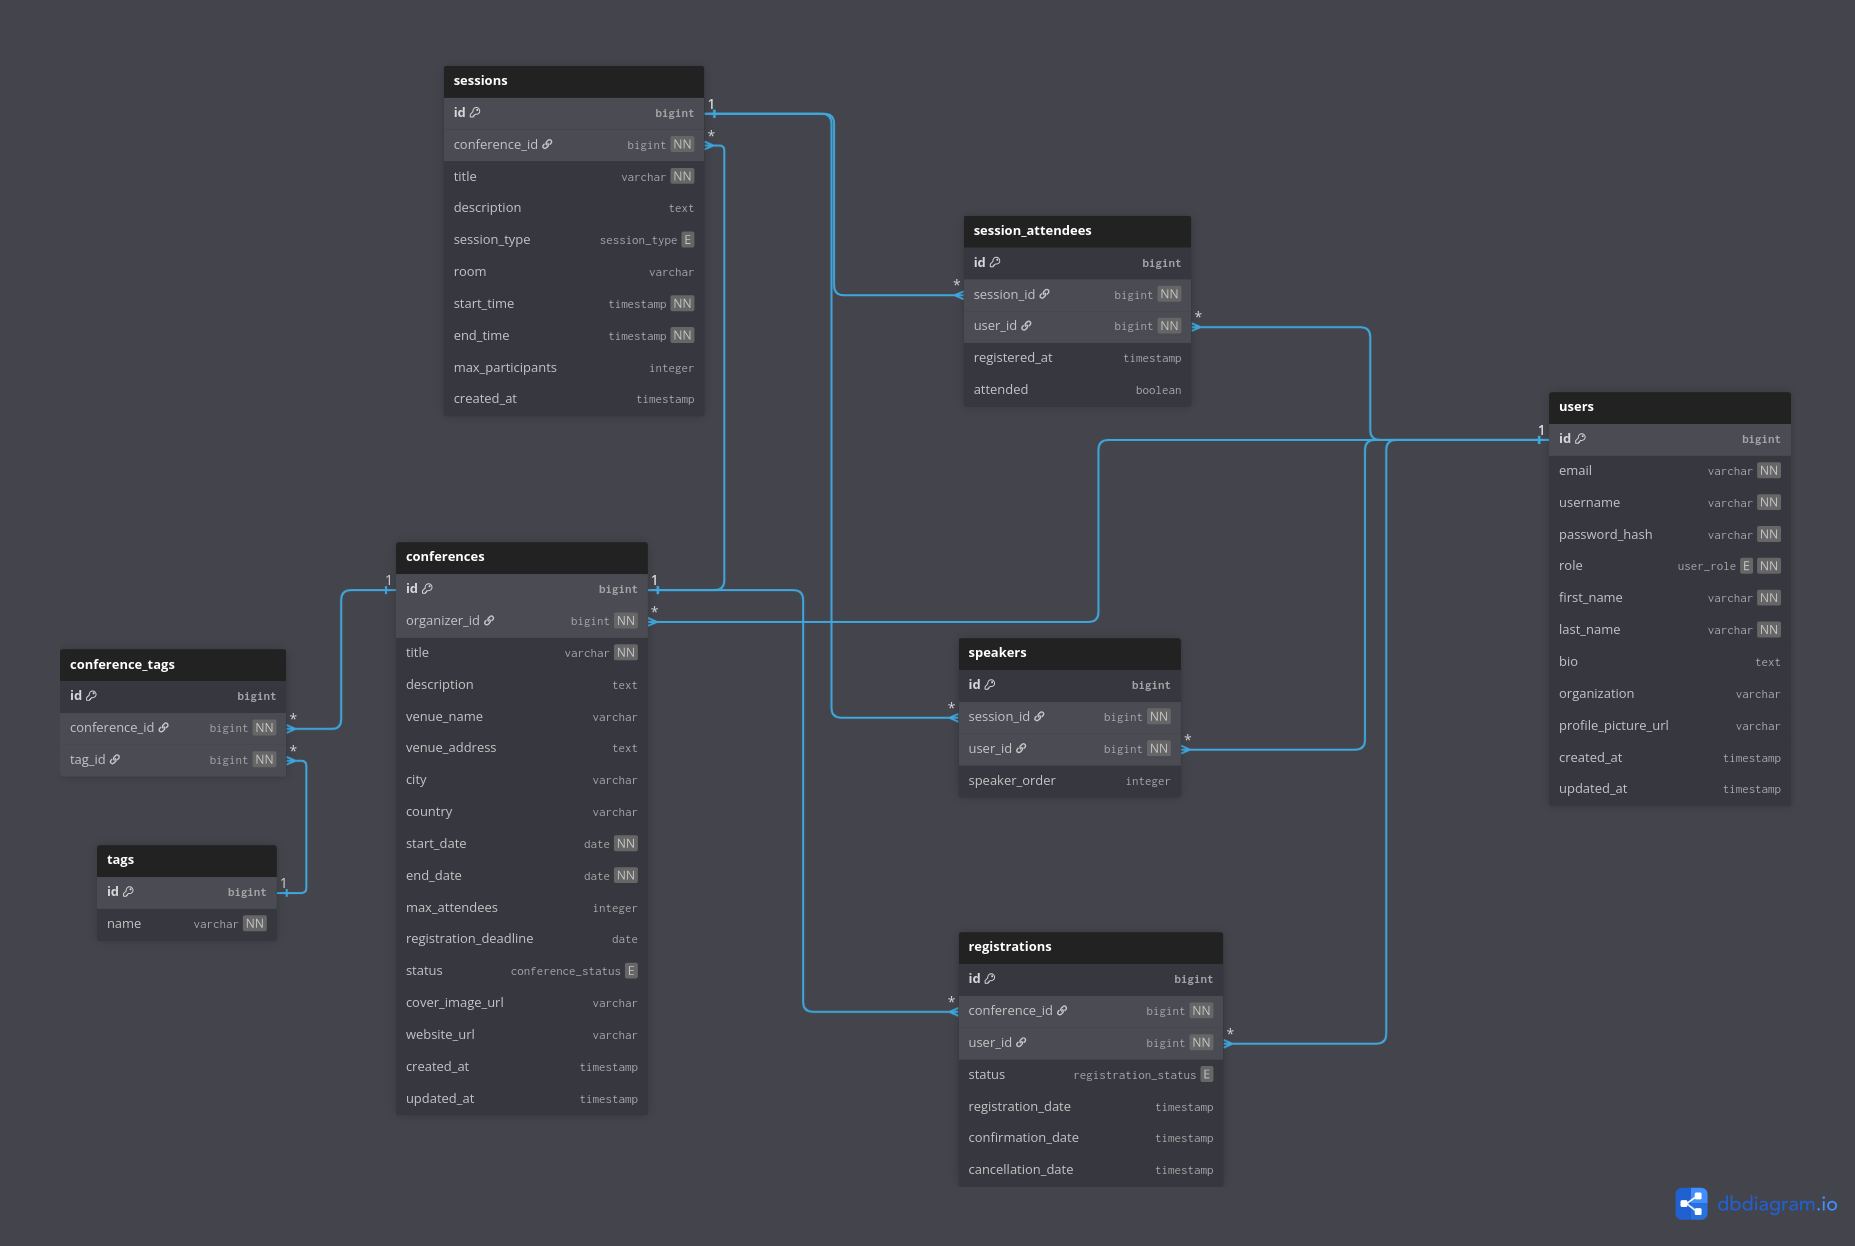 sessions
id bigint
conference_id bigint NN
title varchar NN
description text
session_type session_type E
room varchar
start_time timestamp NN
end_time timestamp NN
max_participants integer
created_at timestamp
1
*
session_attendees
id bigint
* session_id bigint NN
user_id bigint NN *
registered_at timestamp
attended boolean
users
1 id bigint
email varchar NN
username varchar NN
password_hash varchar NN
role user_role E NN
first_name varchar NN
last_name varchar NN
bio text
organization varchar
profile_picture_url varchar
created_at timestamp
updated_at timestamp
conferences
1 id bigint 1
organizer_id bigint NN *
title varchar NN
description text
venue_name varchar
venue_address text
city varchar
country varchar
start_date date NN
end_date date NN
max_attendees integer
registration_deadline date
status conference_status E
cover_image_url varchar
website_url varchar
created_at timestamp
updated_at timestamp
conference_tags
id bigint
conference_id bigint NN *
tag_id bigint NN *
tags
id bigint 1
name varchar NN
speakers
id bigint
* session_id bigint NN
user_id bigint NN *
speaker_order integer
registrations
id bigint
* conference_id bigint NN
user_id bigint NN *
status registration_status E
registration_date timestamp
confirmation_date timestamp
cancellation_date timestamp
dbdiagram.io